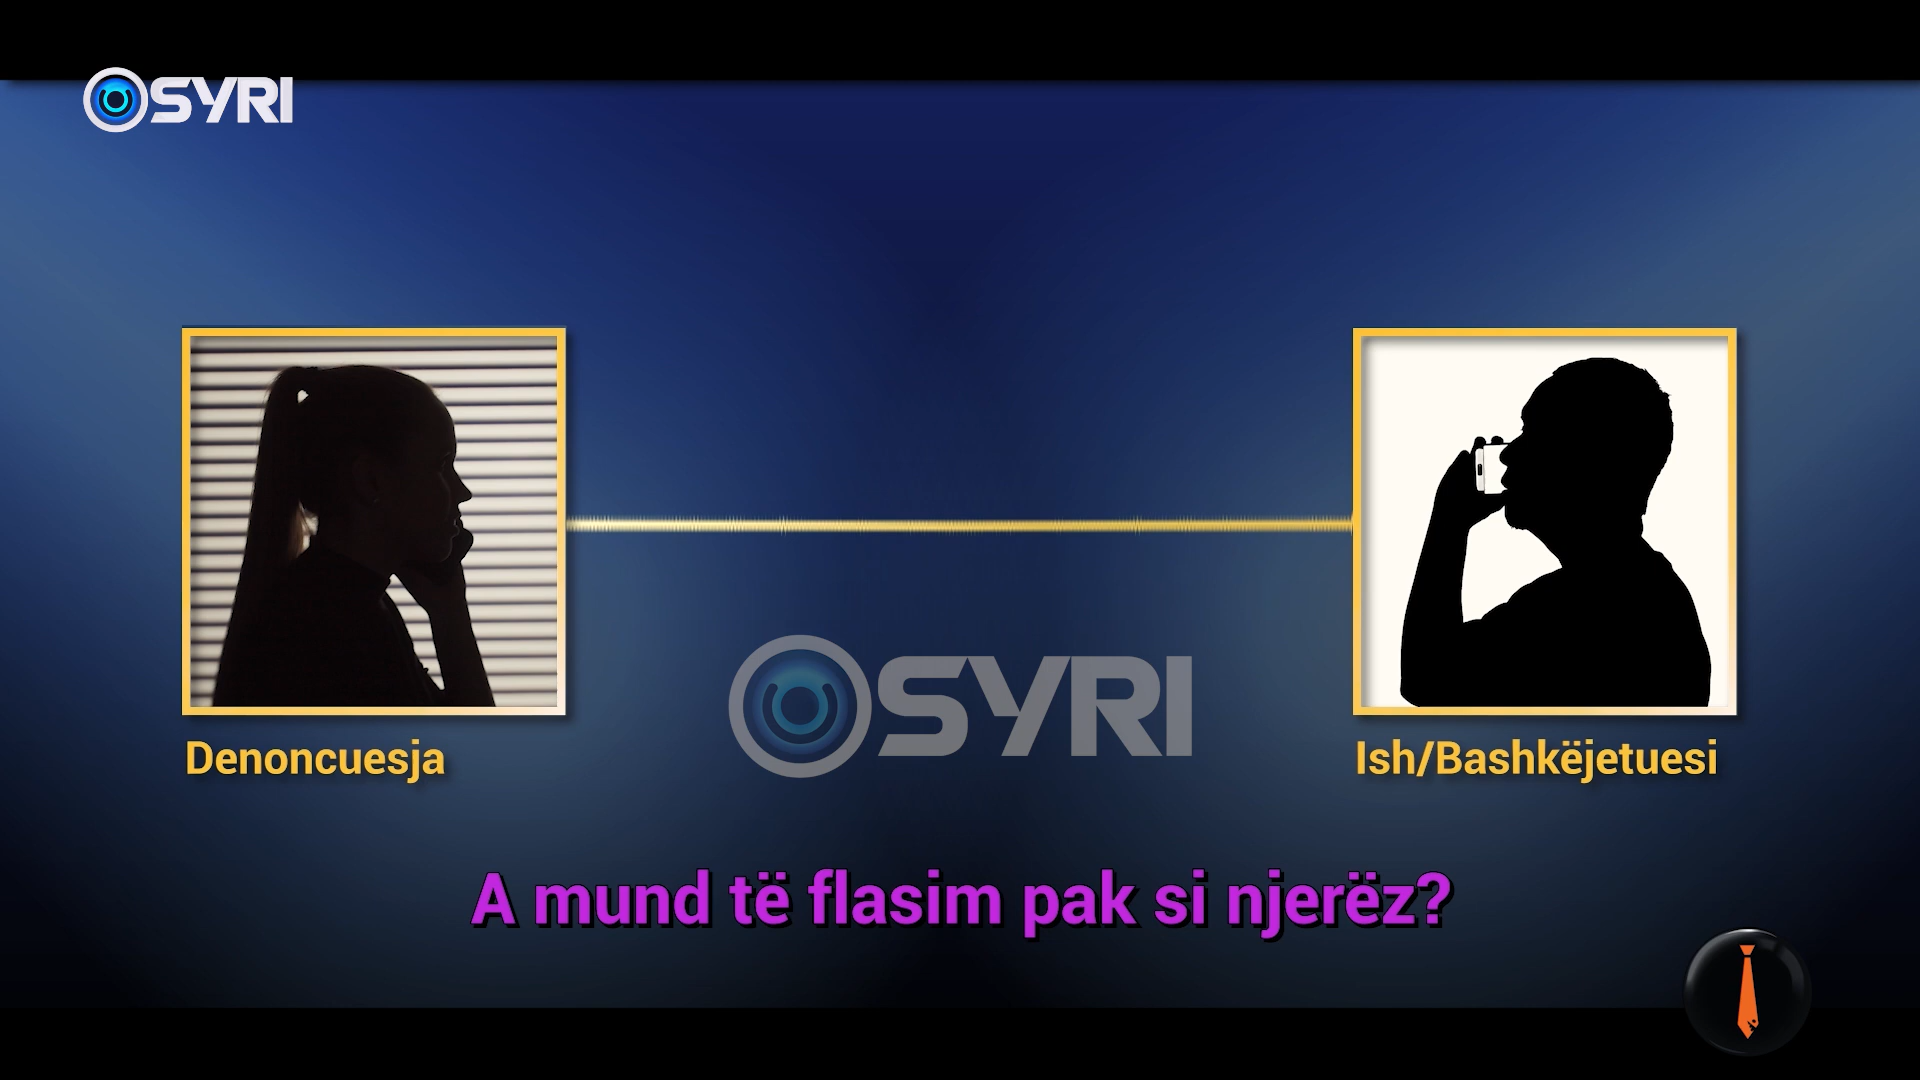 SYRI
SYRI
Denoncuesja
Ish/Bashkëjetuesi
A mund të flasim pak si njerëz?